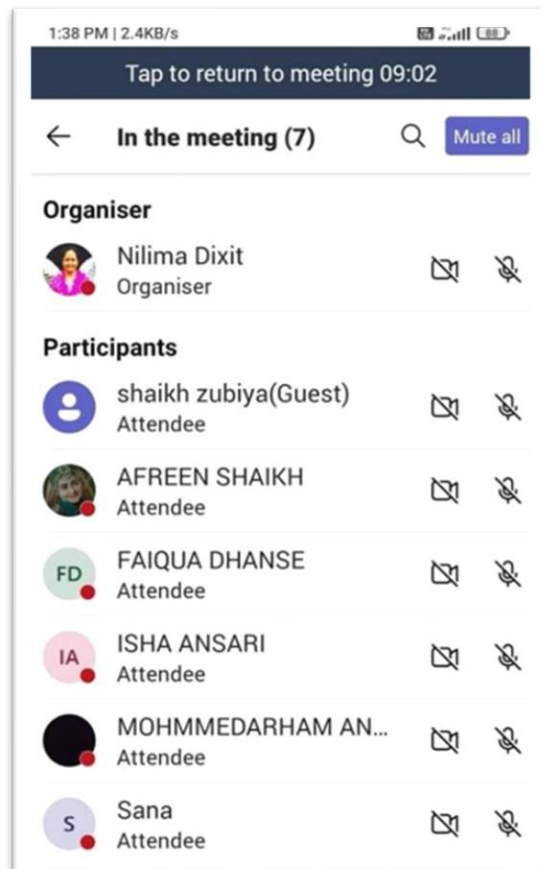 1:38 PM | 2.4KB/s 88
Tap to return to meeting 09:02
In the meeting (7) Mute all
Organiser
Nilima Dixit
Organiser
Participants
shaikh zubiya(Guest)
Attendee
AFREEN SHAIKH
Attendee
FD FAIQUA DHANSE
Attendee
IA ISHA ANSARI
Attendee
MOHMMEDARHAM AN...
Attendee
S Sana
Attendee